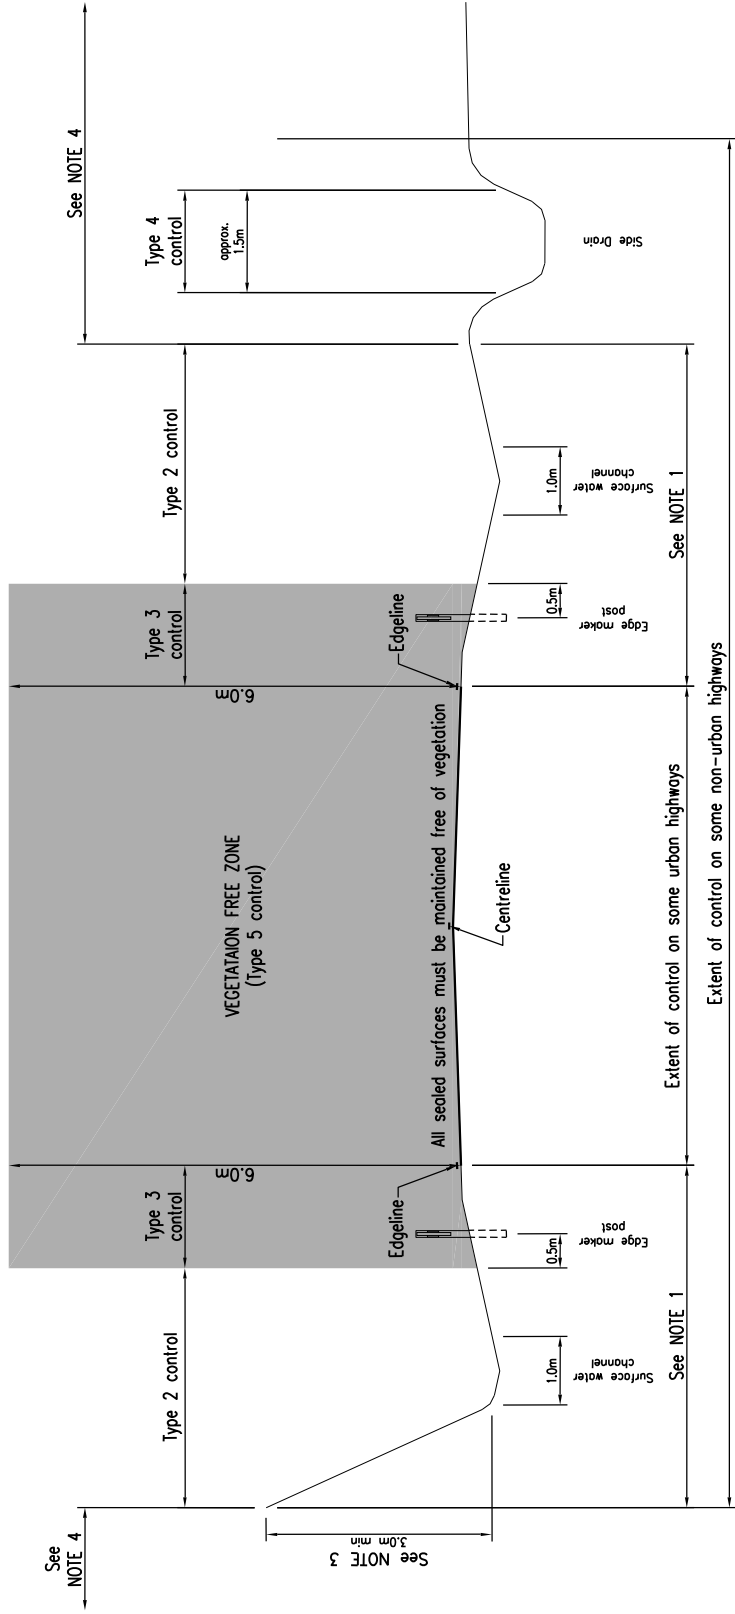 See
NOTE 4
See NOTE 4
Type 2 control
Type 3
control
VEGETATAION FREE ZONE
(Type 5 control)
Type 3
control
Type 2 control
Type 4
control
approx.
1.5m
6.0m
6.0m
See NOTE 3
3.0m min
Edgeline
All sealed surfaces must be maintained free of vegetation
Edgeline
Centreline
1.0m
Surface water
channel
0.5m
Edge maker
post
0.5m
Edge maker
post
1.0m
Surface water
channel
Side Drain
See NOTE 1
Extent of control on some urban highways
See NOTE 1
Extent of control on some non-urban highways